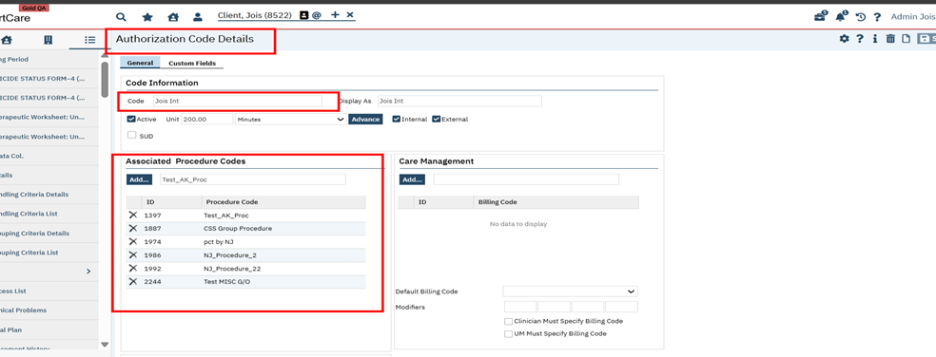 Gold QA
rtCare
Client, Jois (8522)
@
Admin Jois
Authorization Code Details
General
Custom Fields
ng Period
ICIDE STATUS FORM-4 (...
ICIDE STATUS FORM-4 (...
erapeutic Worksheet: Un...
erapeutic Worksheet: Un...
ata Col.
ails
ndling Criteria Details
ndling Criteria List
uping Criteria Details
uping Criteria List
cess List
nical Problems
al Plan
Code Information
Code
Jois Int
Display As
Jois Int
Active
Unit
200.00
Minutes
Advance
Internal
External
SUD
Associated Procedure Codes
Add...
Test_AK_Proc
ID
Procedure Code
1397 Test_AK_Proc
1887 CSS Group Procedure
1974 pct by NJ
1986 NJ_Procedure_2
1992 NJ_Procedure_22
2244 Test MISC G/O
Care Management
Add...
ID
Billing Code
No data to display
Default Billing Code
Modifiers
Clinician Must Specify Billing Code
UM Must Specify Billing Code